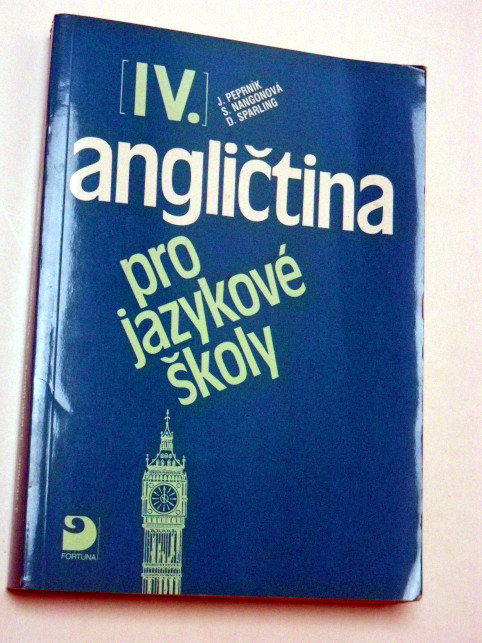 [IV.]
J. PEPRNÍK
S. NANGONOVÁ
D. SPARLING
angličtina
pro
jazykové
školy
FORTUNA